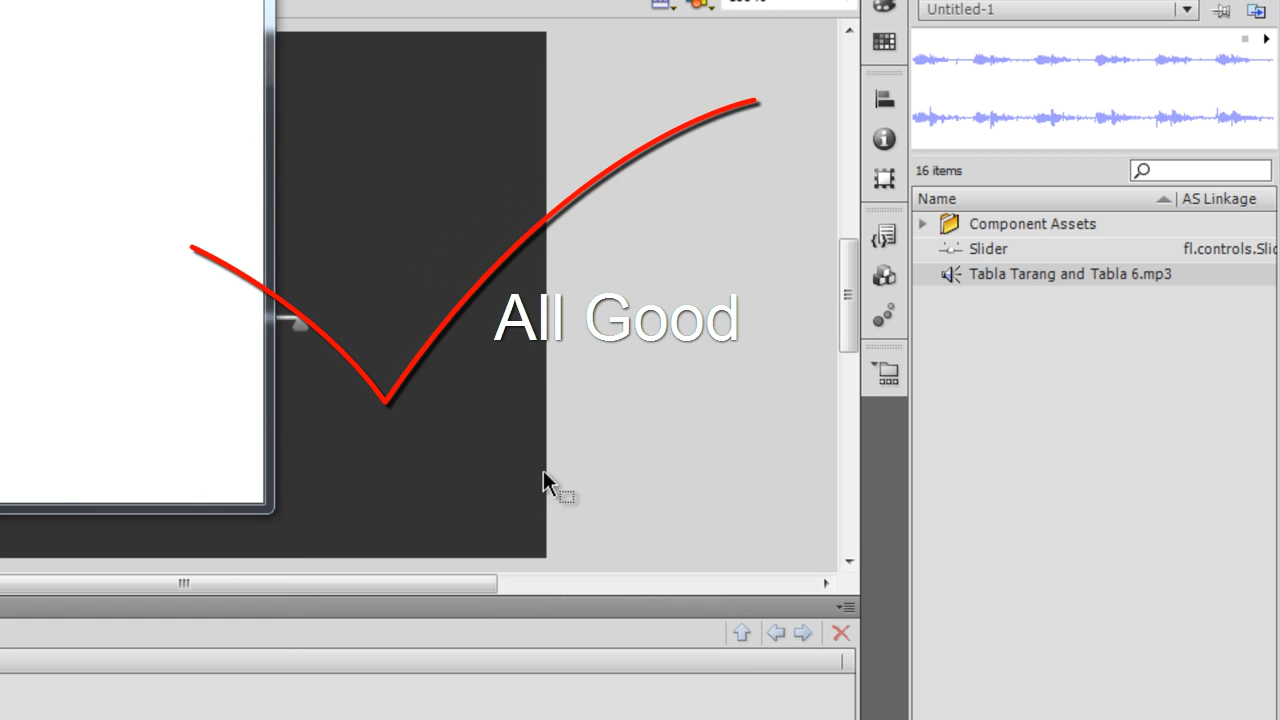 Untitled-1
16 items
Name AS Linkage
Component Assets
Slider fl.controls.Slid
Tabla Tarang and Tabla 6.mp3
All Good